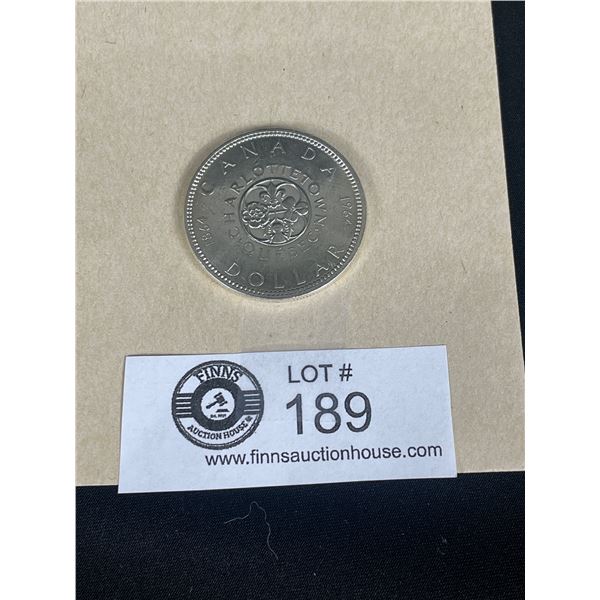 CANADA
1864
CHARLOTTETOWN
1964
QUEBEC
DOLLAR
FINNS
AUCTION HOUSE
LOT #
189
www.finnsauctionhouse.com